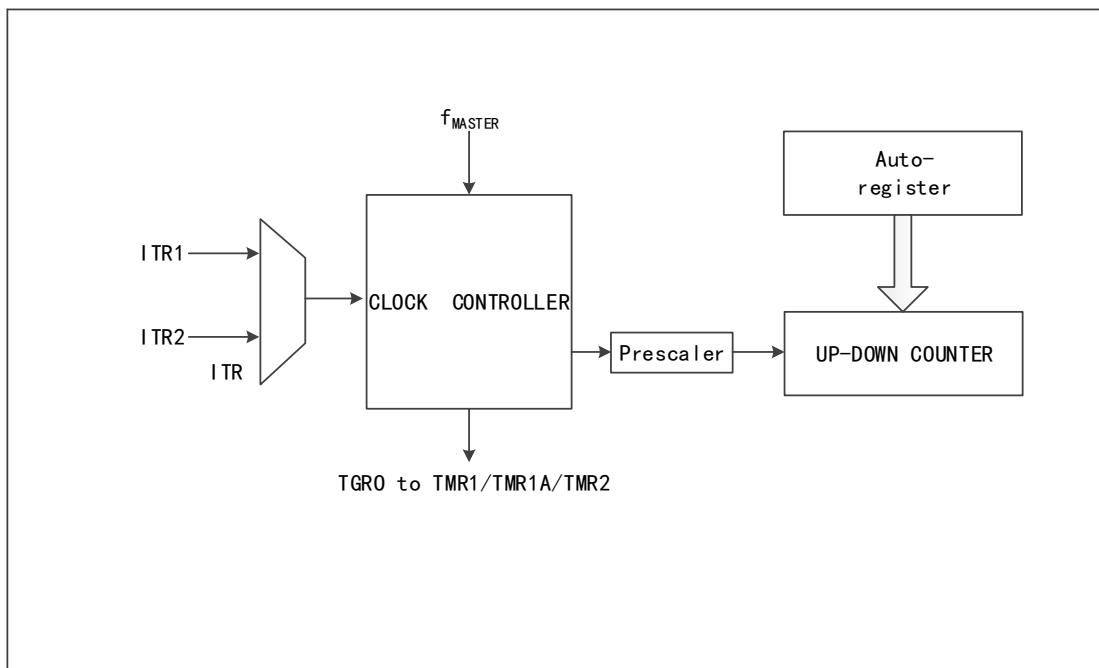 fMASTER
Auto-
register
ITR1
CLOCK CONTROLLER
ITR2
Prescaler
UP-DOWN COUNTER
ITR
TGRO to TMR1/TMR1A/TMR2